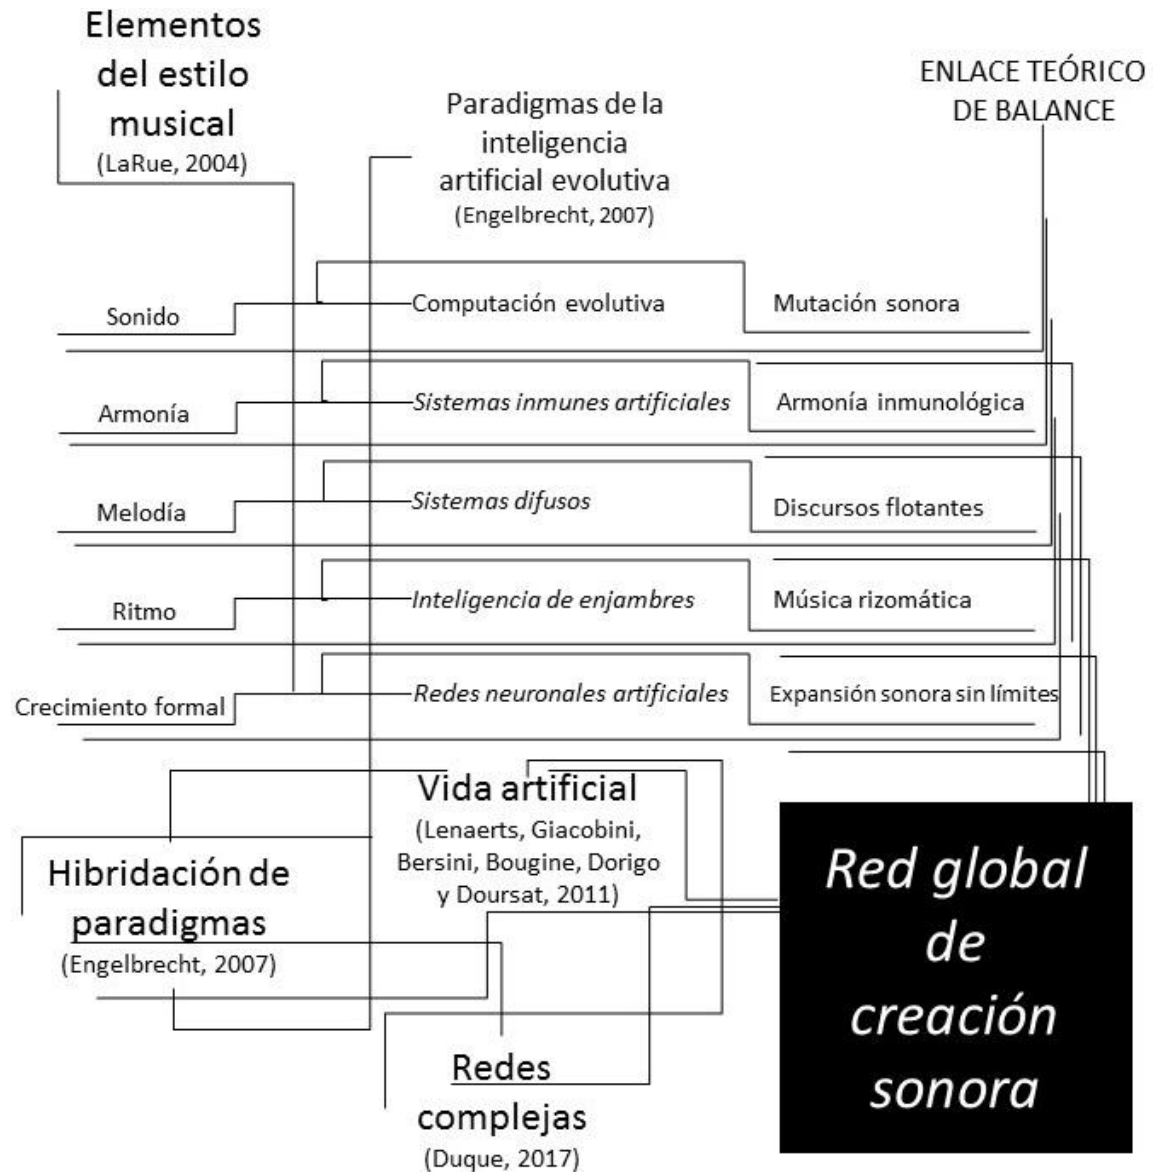 Elementos
del estilo
musical
(LaRue, 2004)
Paradigmas de la
inteligencia
artificial evolutiva
(Engelbrecht, 2007)
ENLACE TEÓRICO
DE BALANCE
Sonido
Computación evolutiva
Mutación sonora
Armonía
Sistemas inmunes artificiales
Armonía inmunológica
Melodía
Sistemas difusos
Discursos flotantes
Ritmo
Inteligencia de enjambres
Música rizomática
Crecimiento formal
Redes neuronales artificiales
Expansión sonora sin límites
Vida artificial
(Lenaerts, Giacobini,
Bersini, Bougine, Dorigo
y Doursat, 2011)
Hibridación de
paradigmas
(Engelbrecht, 2007)
Redes
complejas
(Duque, 2017)
Red global
de
creación
sonora